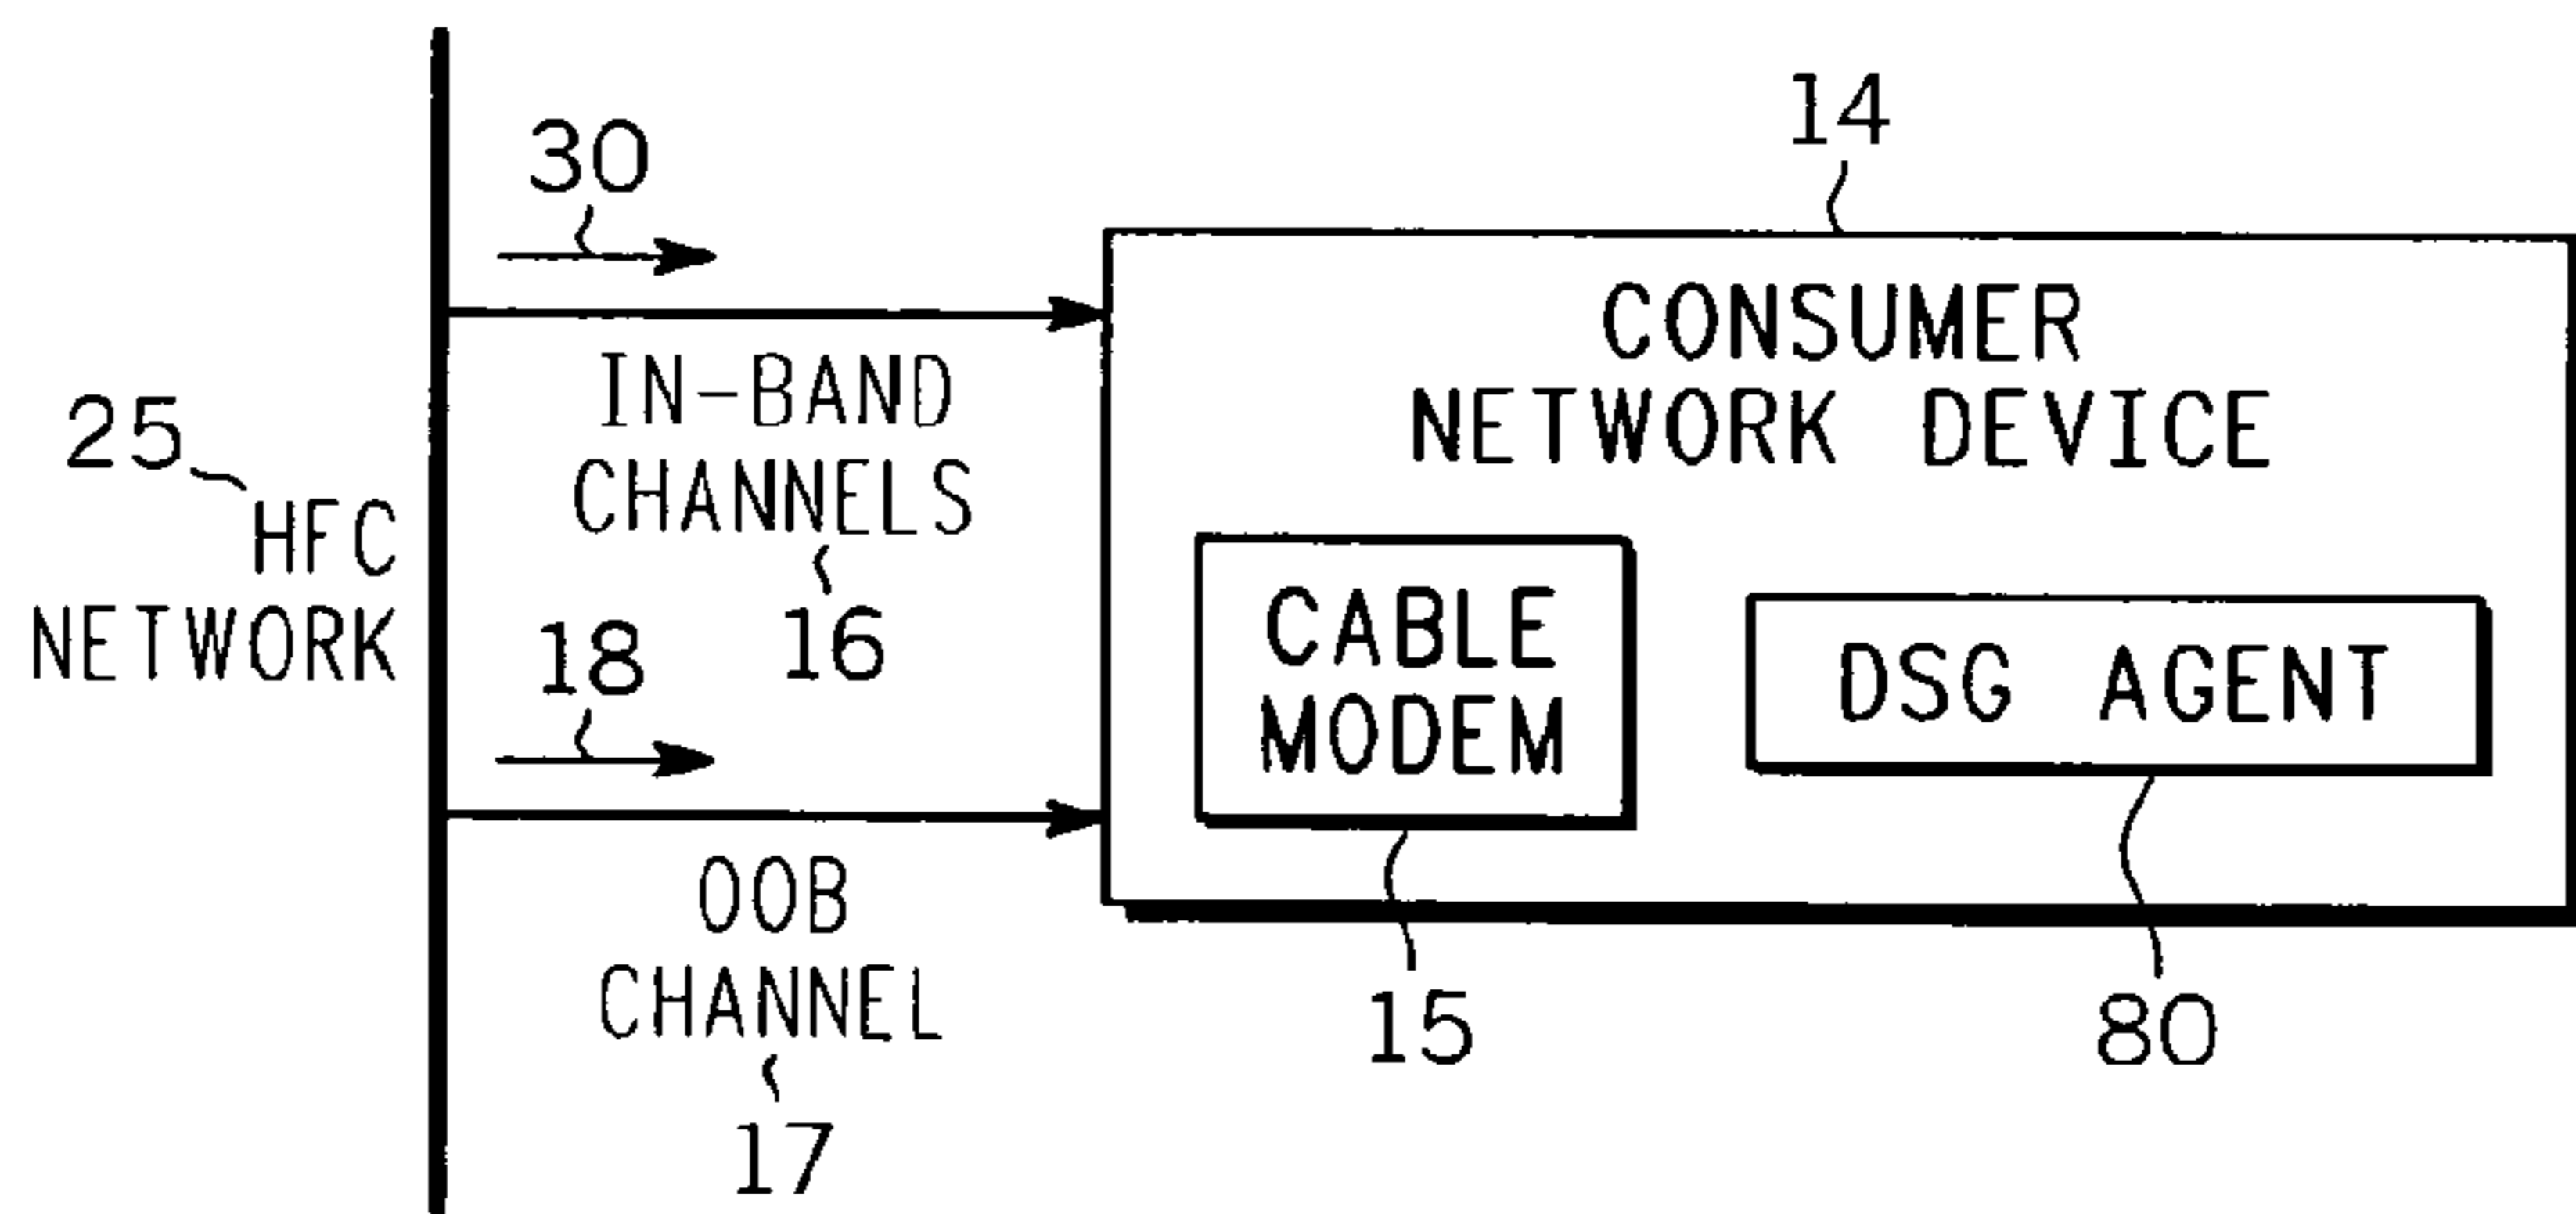 30
IN-BAND
CHANNELS
16
25
HFC
NETWORK
18
OOB
CHANNEL
17
14
CONSUMER
NETWORK DEVICE
CABLE
MODEM
15
DSG AGENT
80